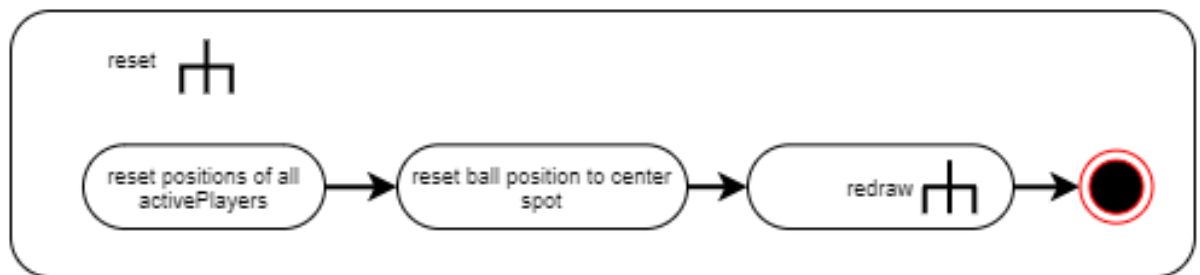 reset
reset positions of all
activePlayers
reset ball position to center
spot
redraw